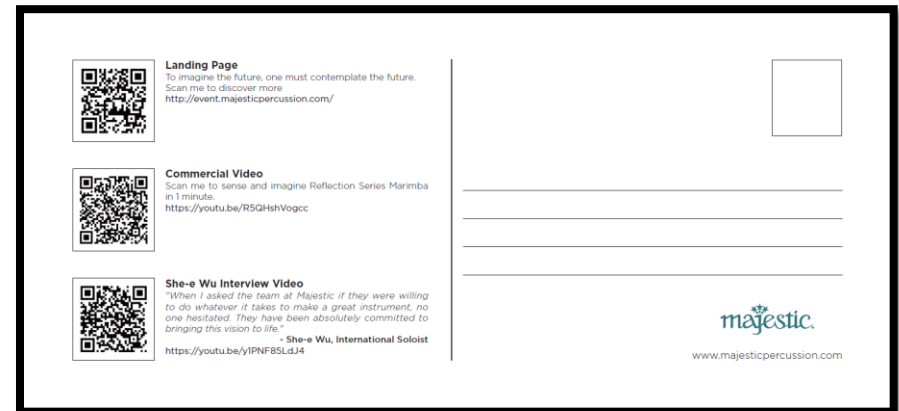 Landing Page
To imagine the future, one must contemplate the future.
Scan me to discover more
http://event.majesticpercussion.com/
Commercial Video
Scan me to sense and imagine Reflection Series Marimba
in 1 minute.
https://youtu.be/R5QHshVogcc
She-e Wu Interview Video
"When I asked the team at Majestic if they were willing
to do whatever it takes to make a great instrument, no
one hesitated. They have been absolutely committed to
bringing this vision to life."
- She-e Wu, International Soloist
https://youtu.be/y1PNF85LdJ4
majestic.
www.majesticpercussion.com